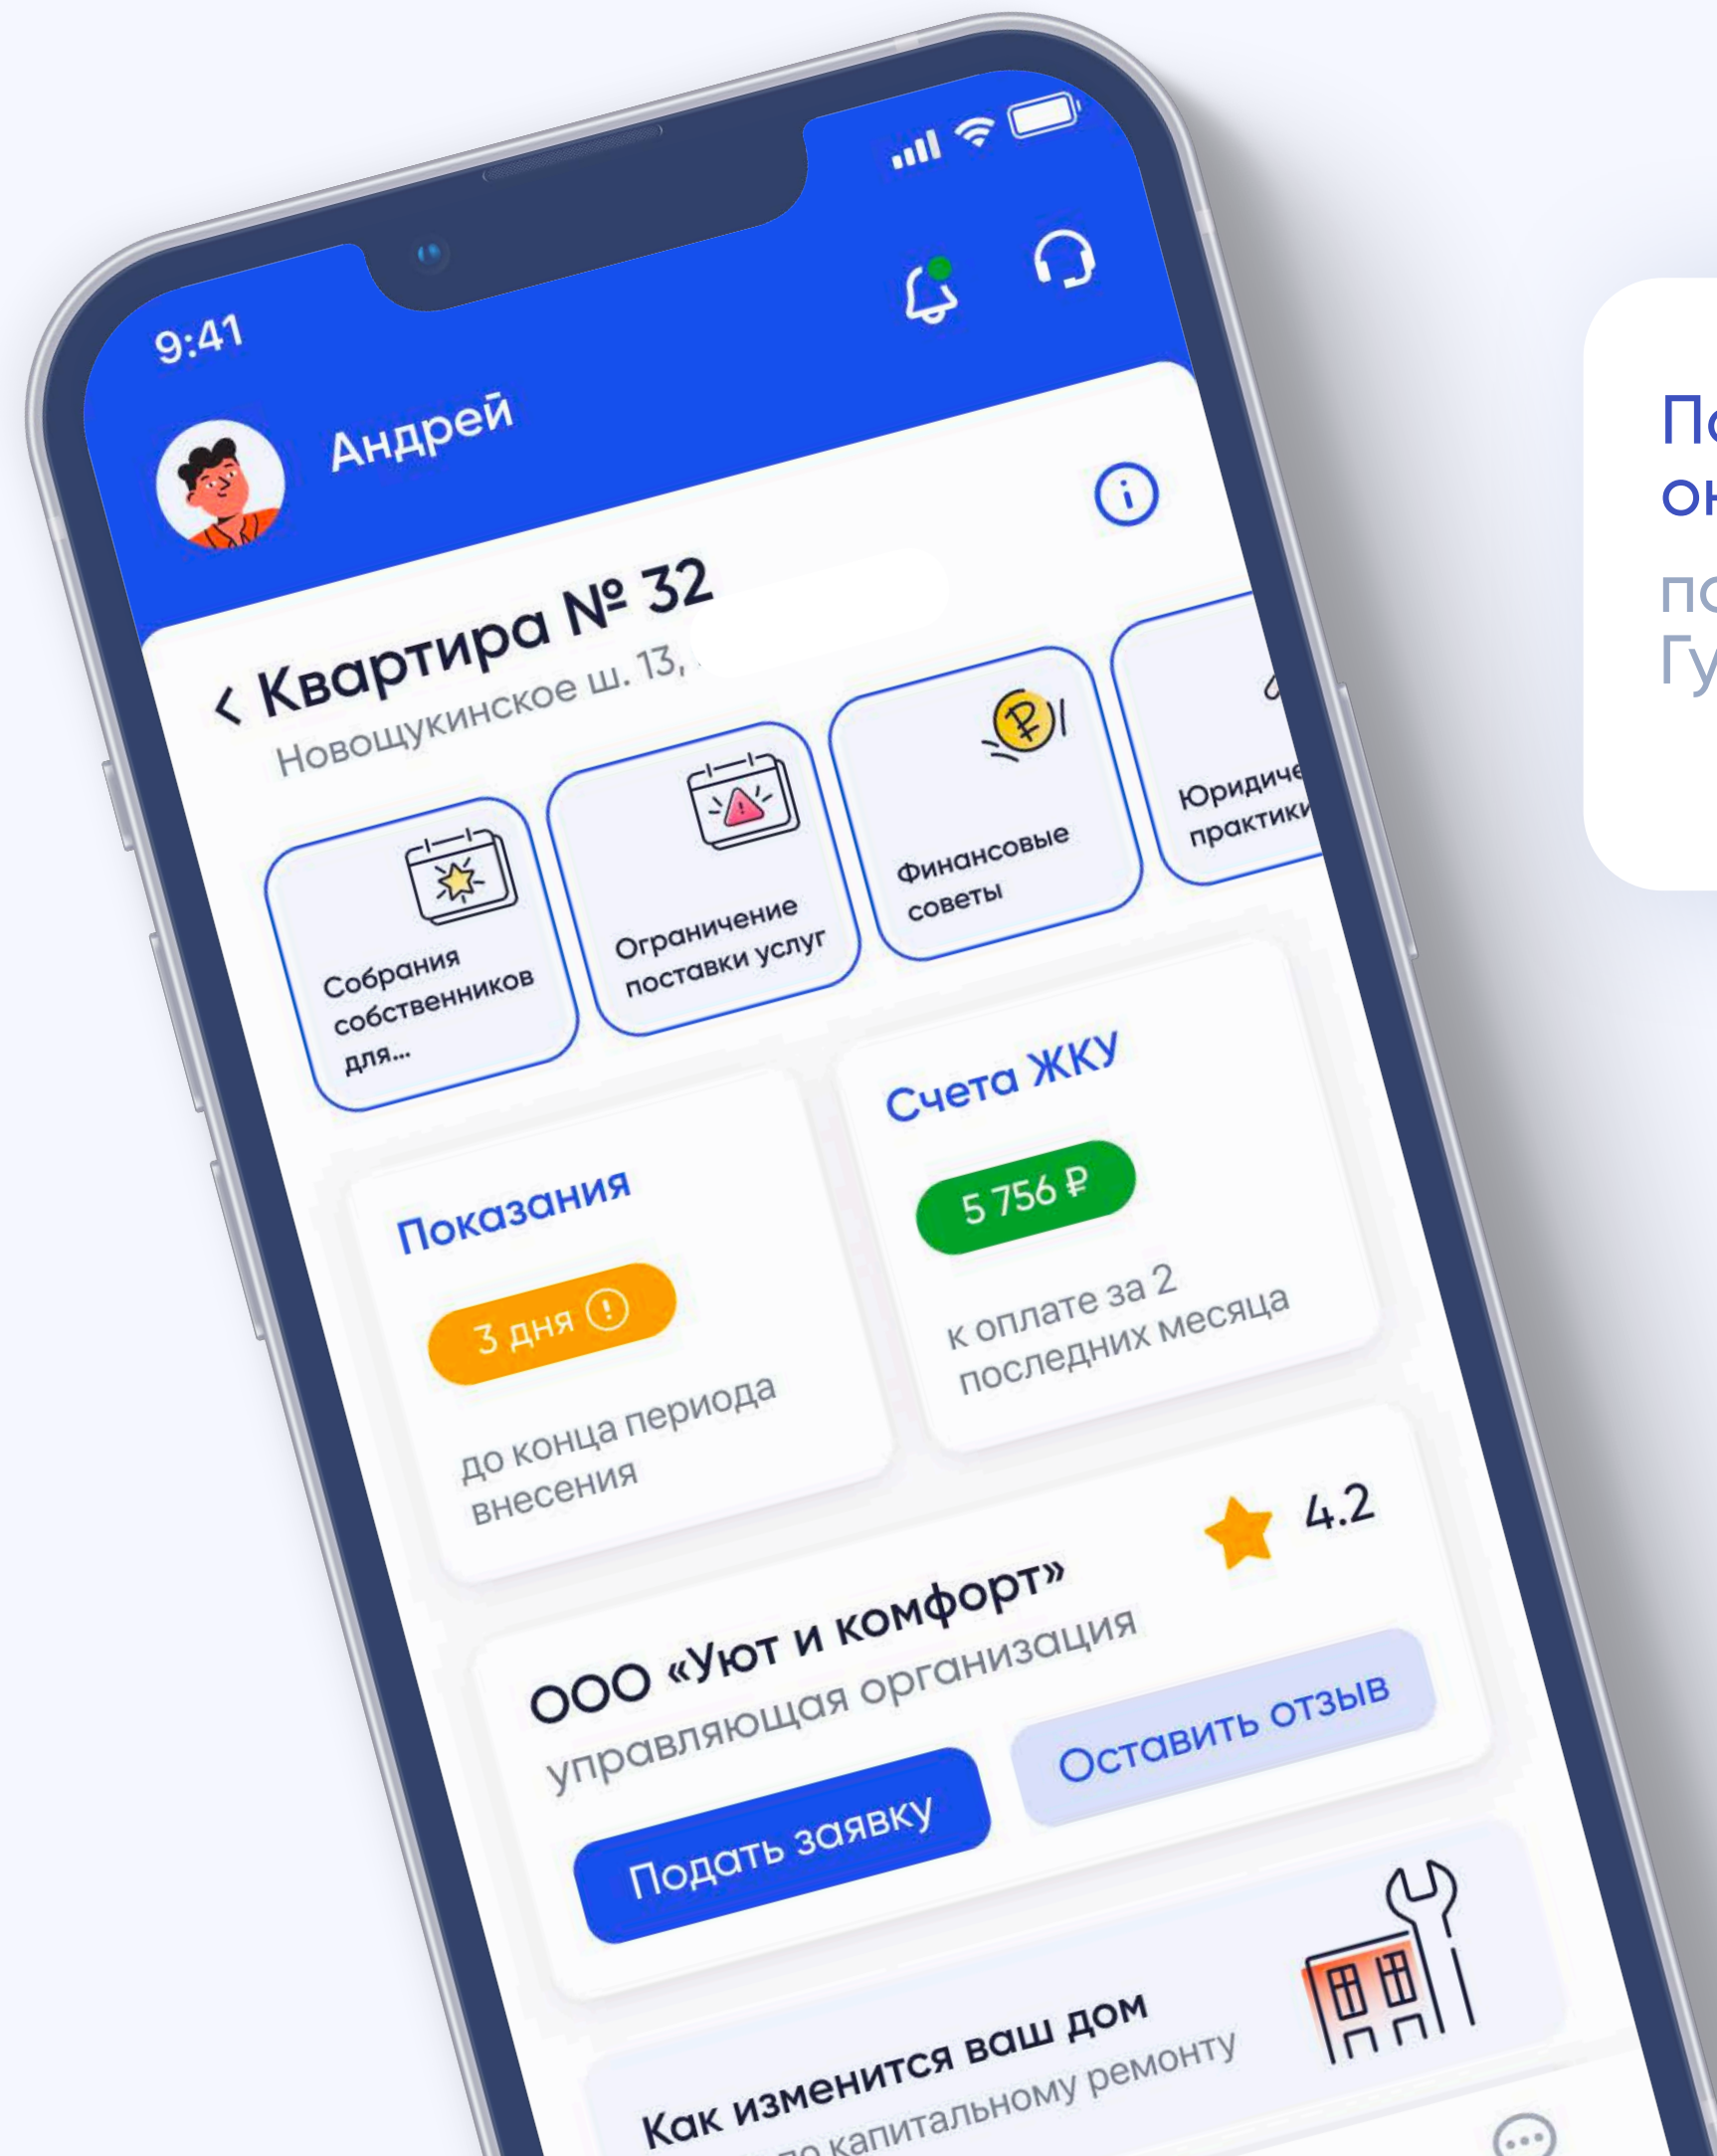 9:41
Андрей
Квартира № 32
Новощукинское ш. 13,
Собрания
собственников
для...
Ограничение
поставки услуг
Финансовые
советы
Юридиче
практики
Показания
3 дня
до конца периода
внесения
Счета ЖКУ
5 756 ₽
к оплате за 2
последних месяца
ООО «Уют и комфорт»
4.2
управляющая организация
Подать заявку
Оставить отзыв
Как изменится ваш дом
по капитальному ремонту